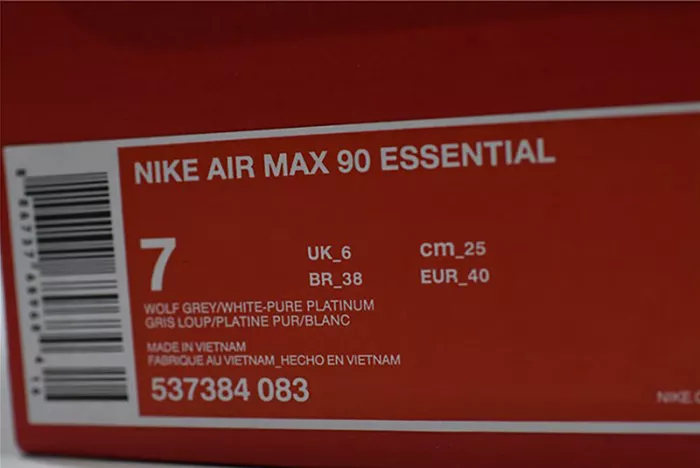 NIKE AIR MAX 90 ESSENTIAL
7
UK_6 cm_25
BR_38 EUR_40
WOLF GREY/WHITE-PURE PLATINUM
GRIS LOUP/PLATINE PUR/BLANC
MADE IN VIETNAM
FABRIQUE AU VIETNAM_HECHO EN VIETNAM
537384 083